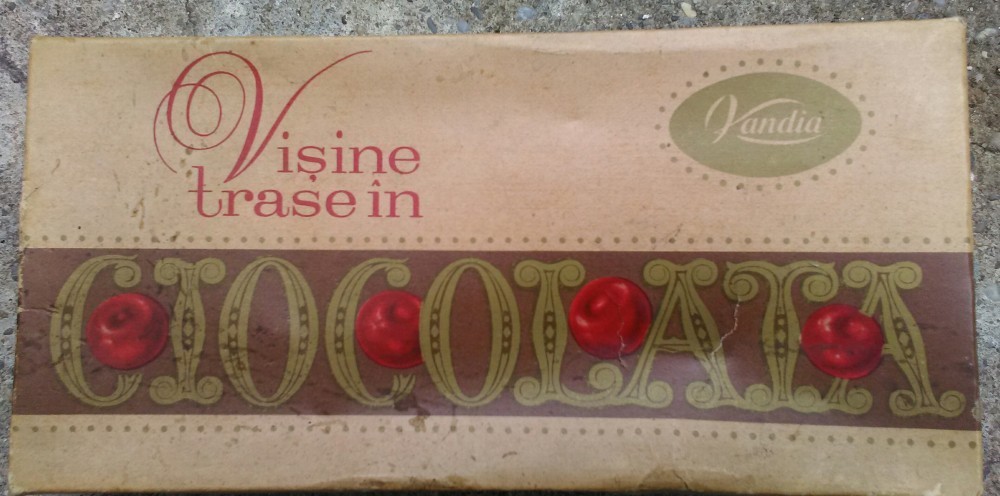 Vișine
trase în
Vandia
CIOCOLATA